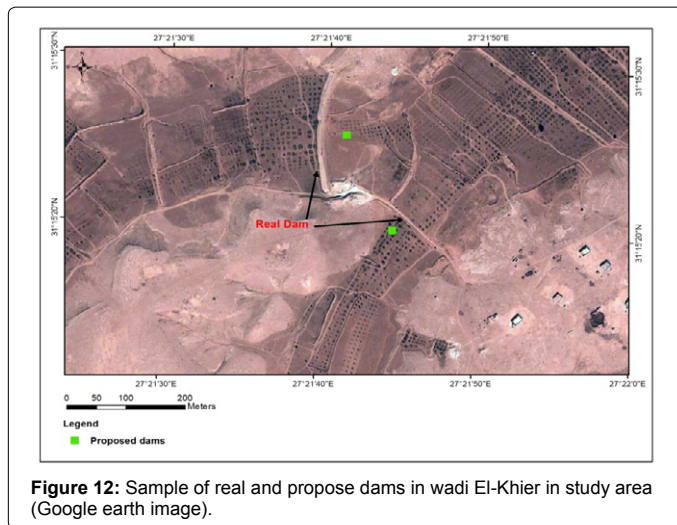 27°21'30"E 27°21'40"E 27°21'50"E
31°15'30"N 31°15'30"N
31°15'20"N 31°15'20"N
Real Dam
27°21'30"E 27°21'40"E 27°21'50"E 27°22'0"E
0 50 100 200
Meters
Legend
Proposed dams
Figure 12: Sample of real and propose dams in wadi El-Khier in study area
(Google earth image).